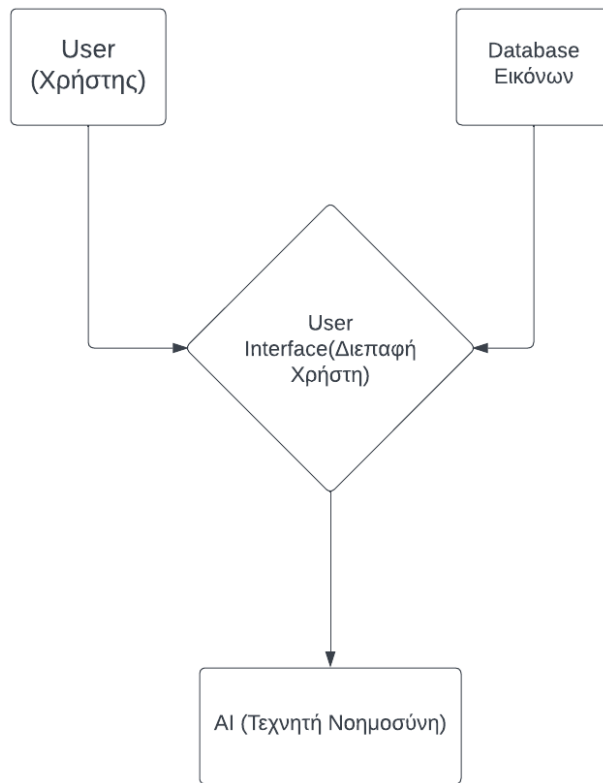 User
(Χρήστης)
Database
Εικόνων
User
Interface(Διεπαφή
Χρήστη)
AI (Τεχνητή Νοημοσύνη)